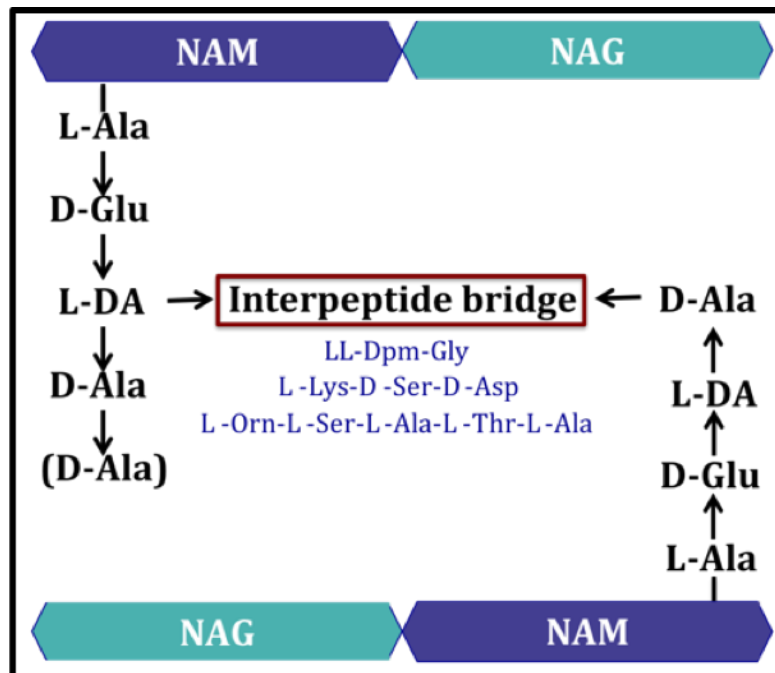 NAM NAG
L-Ala
D-Glu
L-DA Interpeptide bridge D-Ala
LL-Dpm-Gly
D-Ala L-Lys-D-Ser-D-Asp L-DA
L-Orn-L-Ser-L-Ala-L-Thr-L-Ala
(D-Ala) D-Glu
L-Ala
NAG NAM